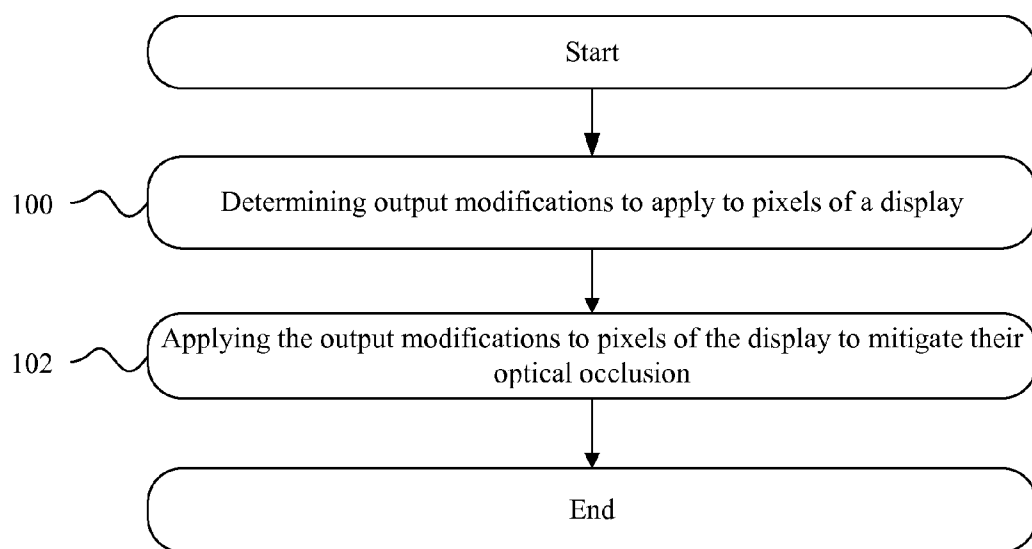 Start
100
Determining output modifications to apply to pixels of a display
102
Applying the output modifications to pixels of the display to mitigate their
optical occlusion
End